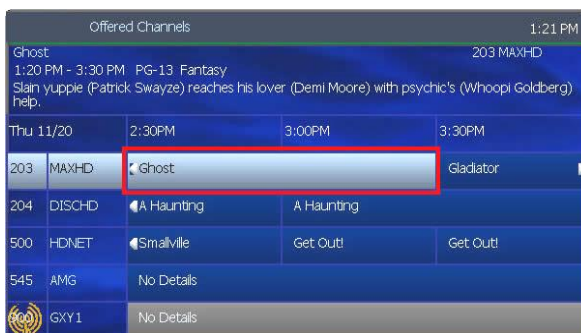 Offered Channels 1:21 PM
Ghost 203 MAXHD
1:20 PM - 3:30 PM PG-13 Fantasy
Slain yuppie (Patrick Swayze) reaches his lover (Demi Moore) with psychic's (Whoopi Goldberg)
help.
Thu 11/20 2:30PM 3:00PM 3:30PM
203 MAXHD Ghost Gladiator
204 DISCHD A Haunting A Haunting
500 HDNET Smallville Get Out! Get Out!
545 AMG No Details
GXY1 No Details